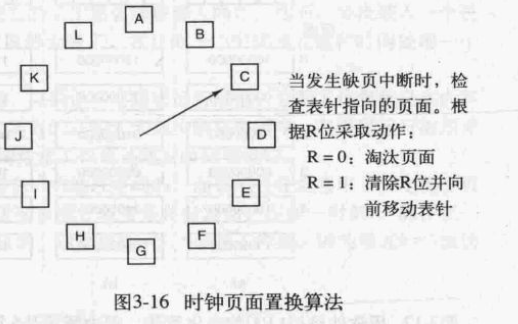 A
B
C
D
E
F
G
H
I
J
K
L
当发生缺页中断时，检
查表针指向的页面。根
据R位采取动作：
R = 0：淘汰页面
R = 1：清除R位并向
前移动表针
图3-16 时钟页面置换算法